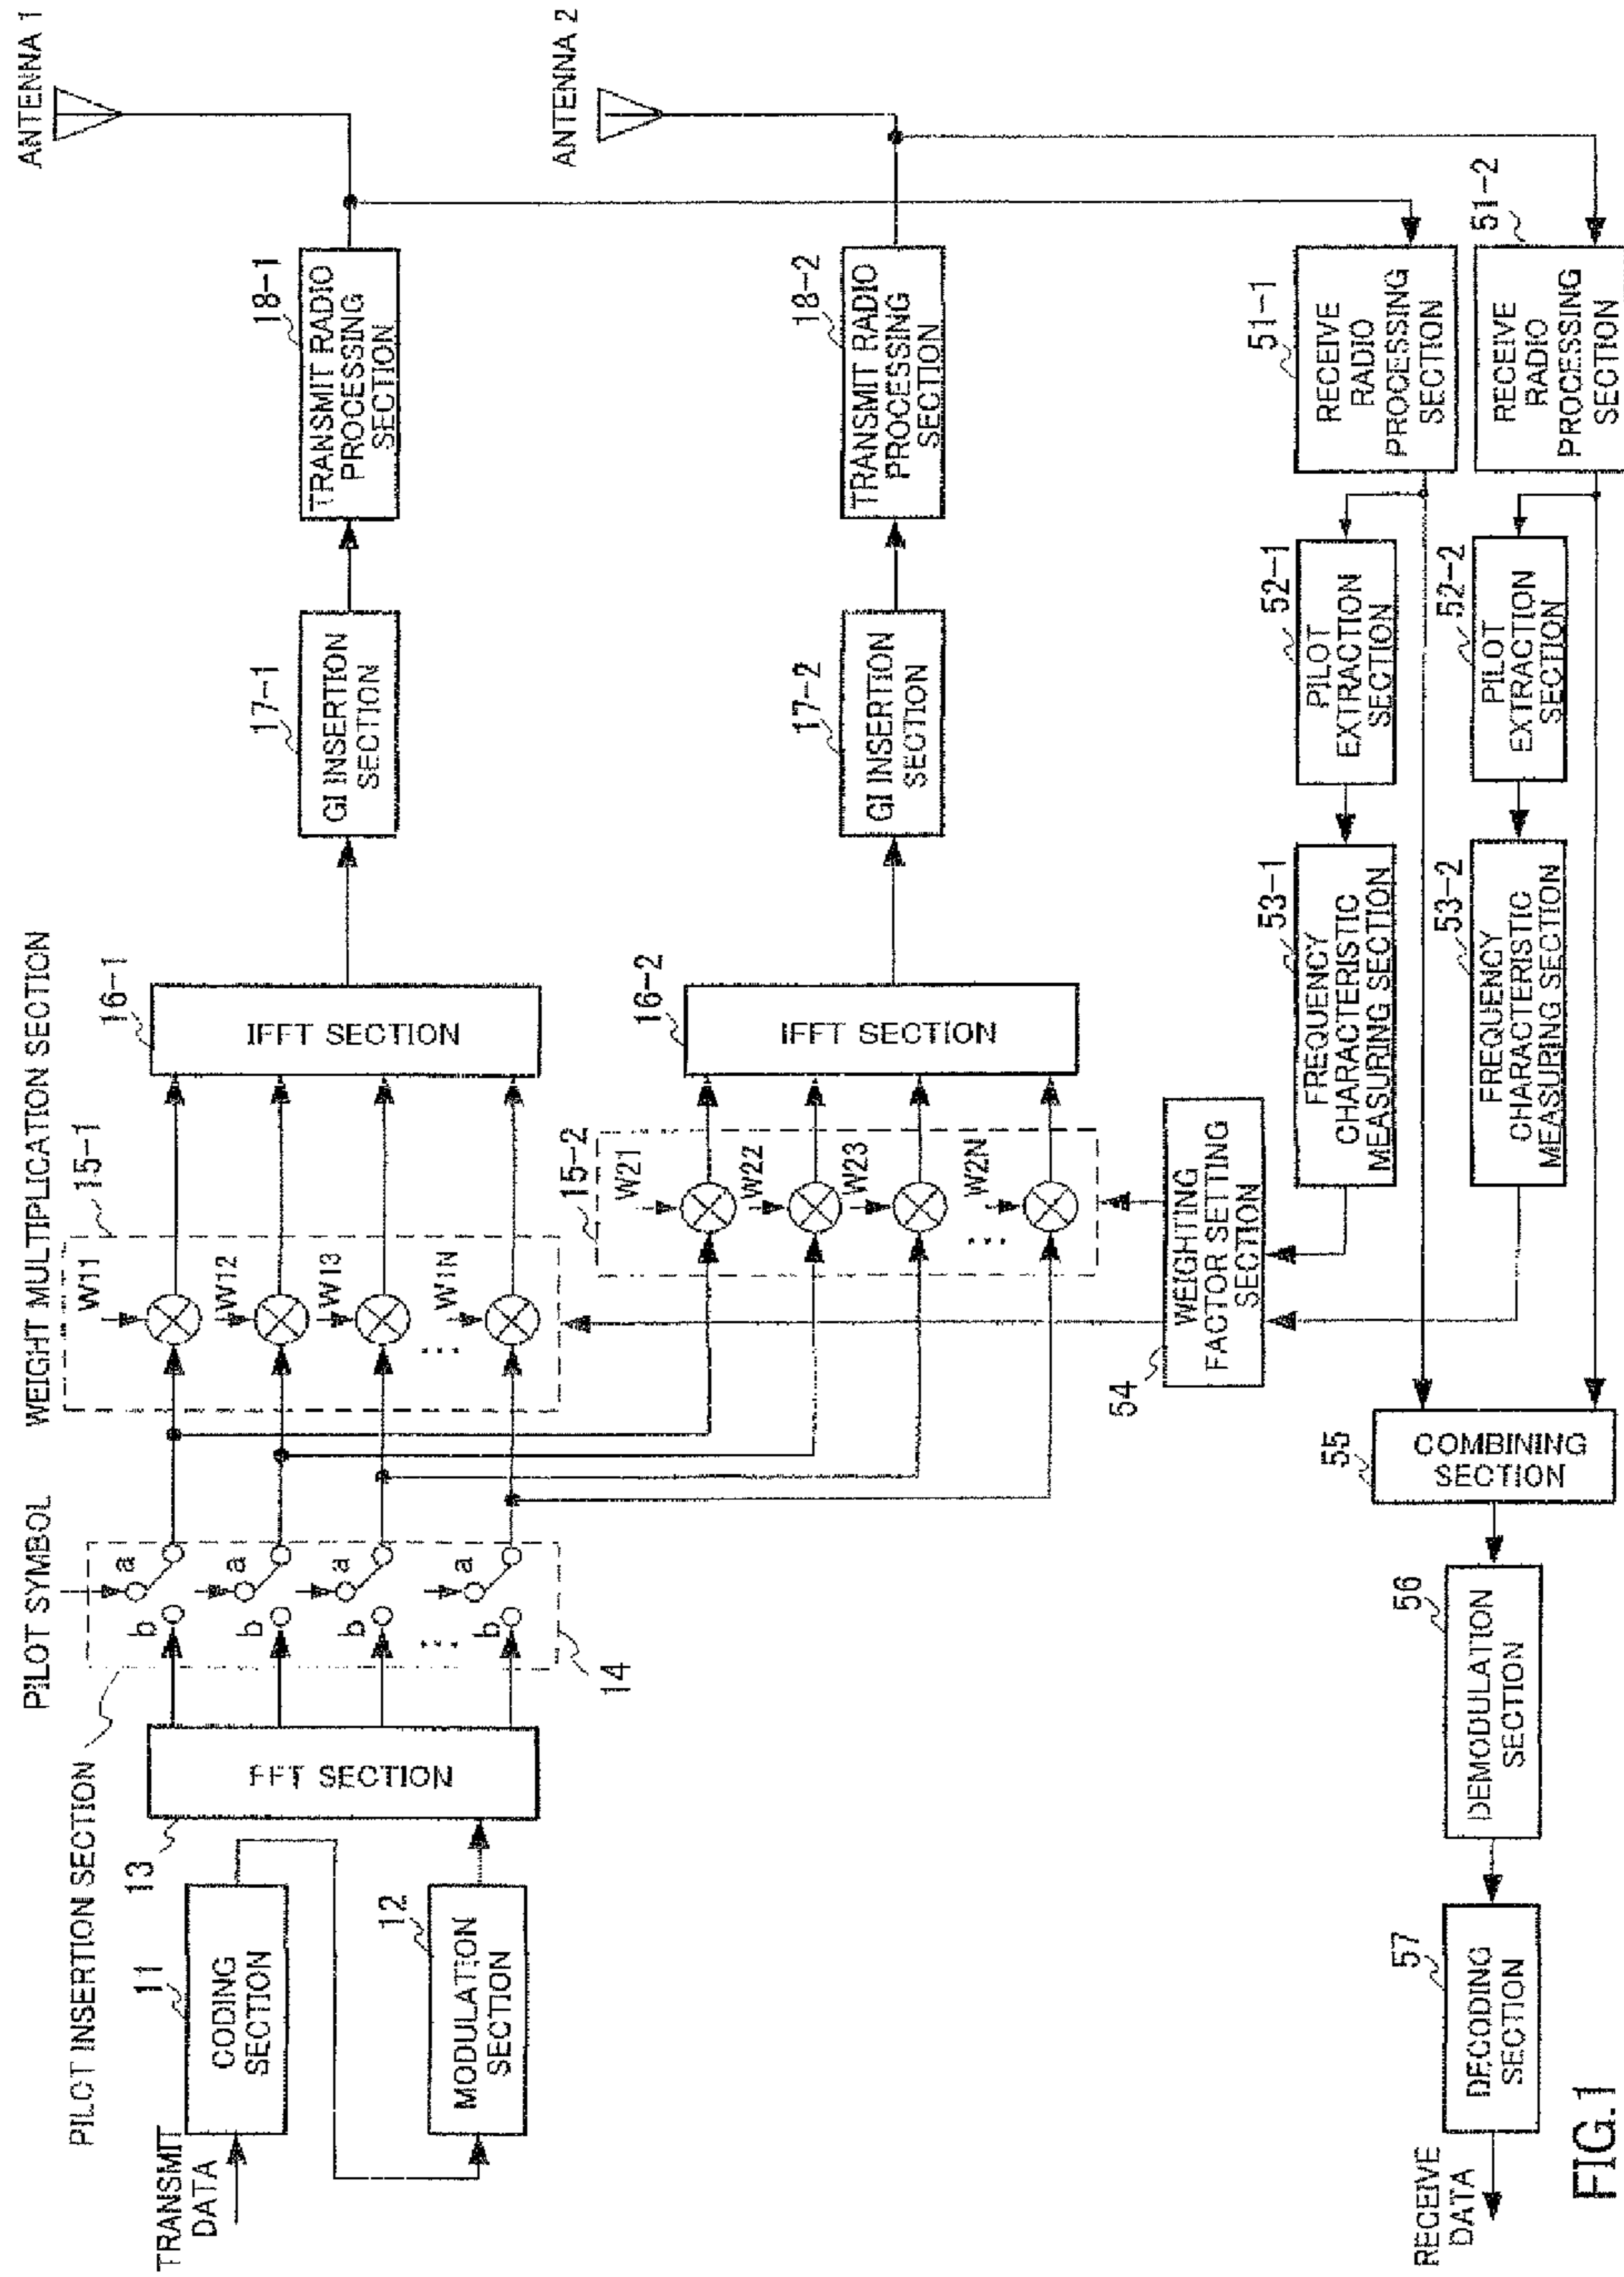 ANTENNA 1
ANTENNA 2
18-1
TRANSMIT RADIO
PROCESSING
SECTION
18-2
TRANSMIT RADIO
PROCESSING
SECTION
17-1
GI INSERTION
SECTION
17-2
GI INSERTION
SECTION
WEIGHT MULTIPLICATION SECTION
15-1
16-1
IFFT SECTION
W11
W12
W13
...
W1N
16-2
IFFT SECTION
15-2
W21
W22
W23
...
W2N
PILOT SYMBOL
a
b
a
b
a
b
...
a
b
14
PILOT INSERTION SECTION
13
FFT SECTION
TRANSMIT
DATA
11
CODING
SECTION
12
MODULATION
SECTION
51-1
RECEIVE
RADIO
PROCESSING
SECTION
51-2
RECEIVE
RADIO
PROCESSING
SECTION
52-1
PILOT
EXTRACTION
SECTION
52-2
PILOT
EXTRACTION
SECTION
53-1
FREQUENCY
CHARACTERISTIC
MEASURING SECTION
53-2
FREQUENCY
CHARACTERISTIC
MEASURING SECTION
54
WEIGHTING
FACTOR SETTING
SECTION
55
COMBINING
SECTION
56
DEMODULATION
SECTION
57
DECODING
SECTION
RECEIVE
DATA
FIG.1